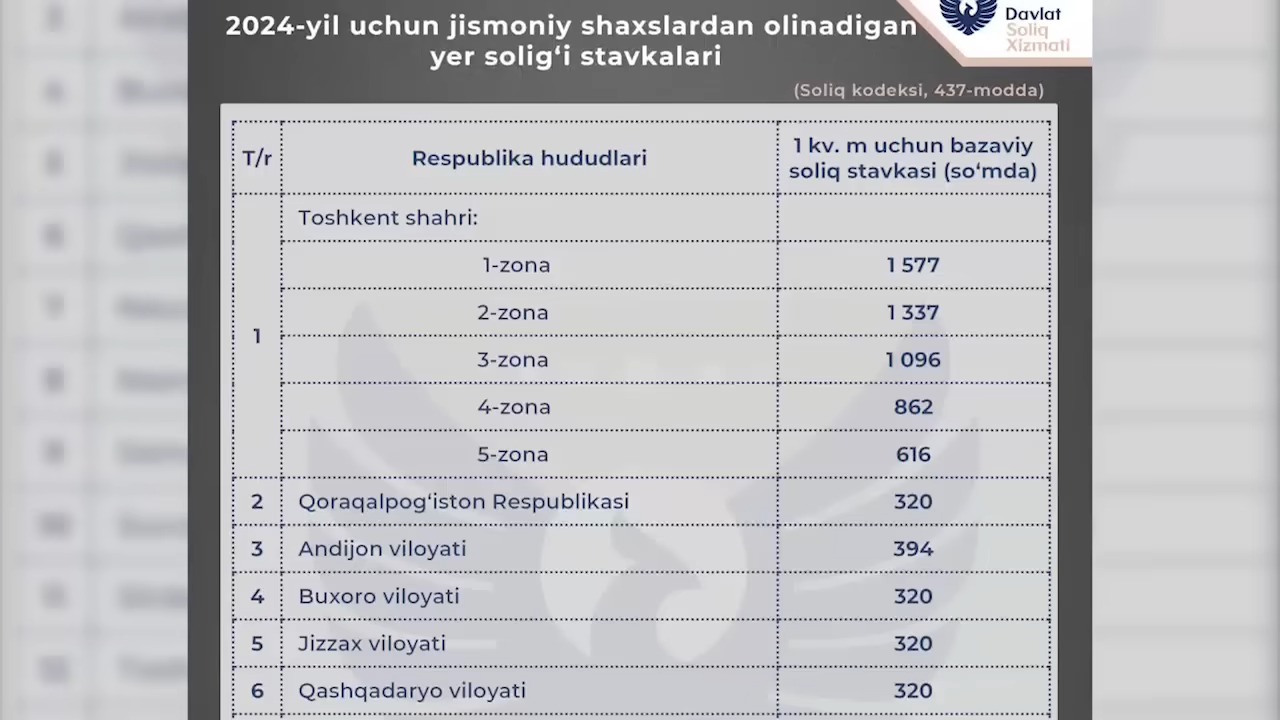 2024-yil uchun jismoniy shaxslardan olinadigan
yer solig‘i stavkalari
Davlat
Soliq
Xizmati
(Soliq kodeksi, 437-modda)
T/r Respublika hududlari 1 kv. m uchun bazaviy
soliq stavkasi (so‘mda)
Toshkent shahri:
1-zona 1 577
2-zona 1 337
1
3-zona 1 096
4-zona 862
5-zona 616
2 Qoraqalpog‘iston Respublikasi 320
3 Andijon viloyati 394
4 Buxoro viloyati 320
5 Jizzax viloyati 320
6 Qashqadaryo viloyati 320